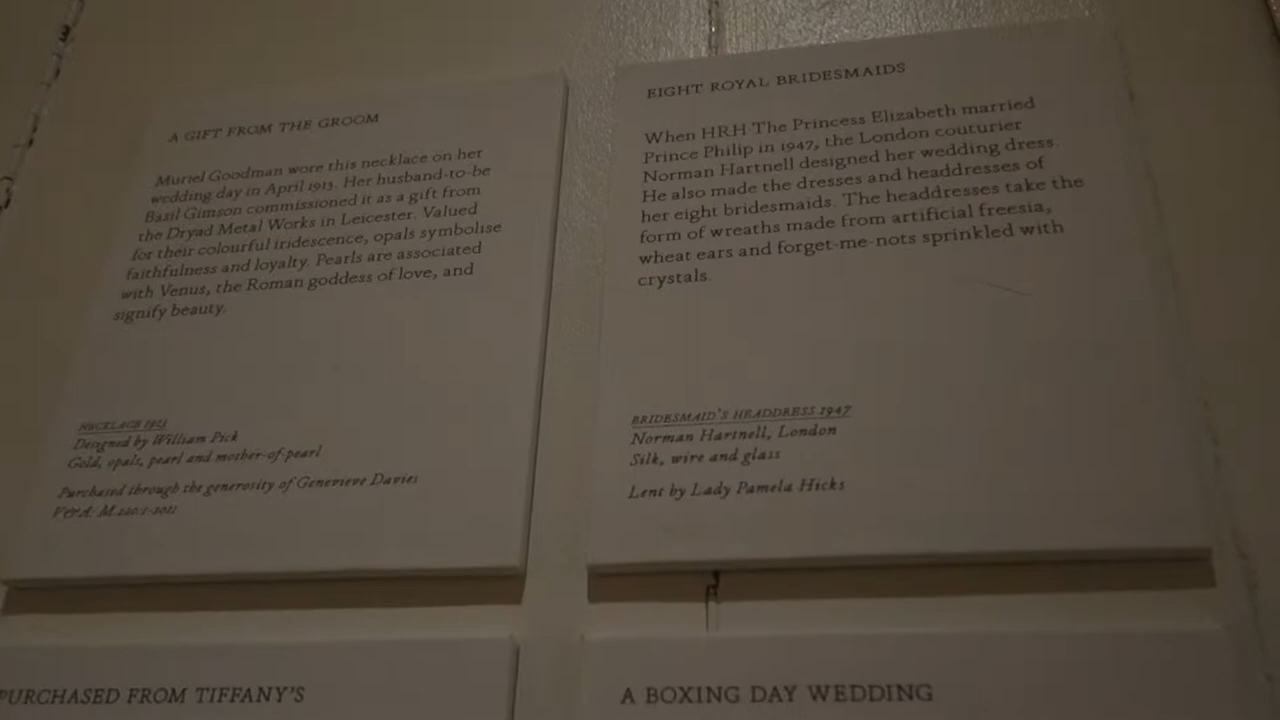 A GIFT FROM THE GROOM
Muriel Goodman wore this necklace on her
wedding day in April 1913. Her husband-to-be
Basil Gimson commissioned it as a gift from
the Dryad Metal Works in Leicester. Valued
for their colourful iridescence, opals symbolise
faithfulness and loyalty. Pearls are associated
with Venus, the Roman goddess of love, and
signify beauty.
NECKLACE 1913
Designed by William Pick
Gold, opals, pearl and mother-of-pearl
Purchased through the generosity of Genevieve Davies
V&A: M.
EIGHT ROYAL BRIDESMAIDS
When HRH The Princess Elizabeth married
Prince Philip in 1947, the London couturier
Norman Hartnell designed her wedding dress.
He also made the dresses and headdresses of
her eight bridesmaids. The headdresses take the
form of wreaths made from artificial freesia,
wheat ears and forget-me-nots sprinkled with
crystals.
BRIDESMAID'S HEADDRESS 1947
Norman Hartnell, London
Silk, wire and glass
Lent by Lady Pamela Hicks
PURCHASED FROM TIFFANY'S
A BOXING DAY WEDDING